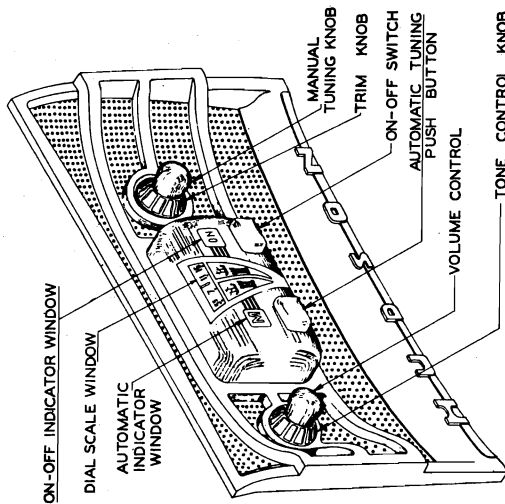 ON-OFF INDICATOR WINDOW
DIAL SCALE WINDOW
AUTOMATIC
INDICATOR
WINDOW
ON
MANUAL
TUNING KNOB
TRIM KNOB
ON-OFF SWITCH
AUTOMATIC TUNING
PUSH BUTTON
VOLUME CONTROL
TONE CONTROL KNOB
HUDSON